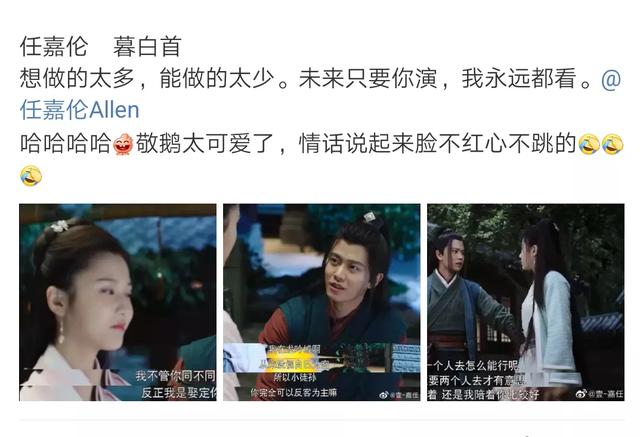 任嘉伦 暮白首
想做的太多，能做的太少。未来只要你演，我永远都看。@
任嘉伦Allen
哈哈哈哈敬鹅太可爱了，情话说起来脸不红心不跳的
我不管你同不同
反正我是娶定你
所以小徒孙
你完全可以反客为主嘛
一个人去怎么能行呢
要两个人去才有意思
着 还是我陪着你比较好
@壹-嘉任
@壹-嘉任